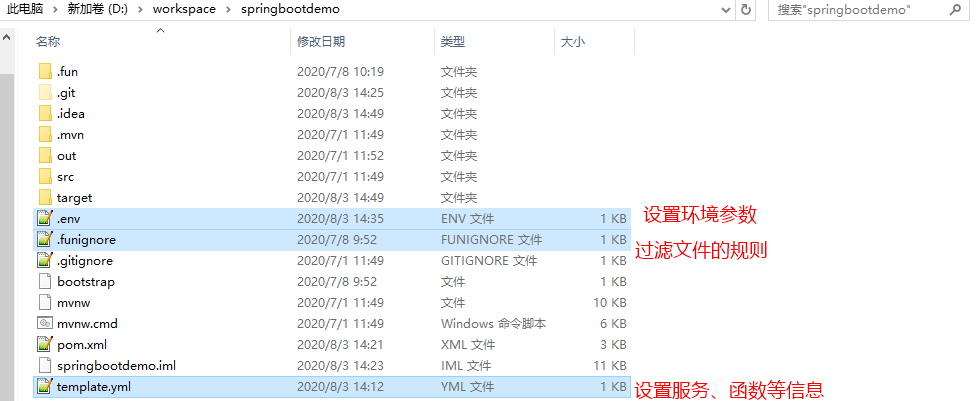 此电脑 > 新加卷 (D:) > workspace > springbootdemo
搜索"springbootdemo"
名称 修改日期 类型 大小
.fun 2020/7/8 10:19 文件夹
.git 2020/8/3 14:25 文件夹
.idea 2020/8/3 14:49 文件夹
.mvn 2020/7/1 11:49 文件夹
out 2020/7/1 11:52 文件夹
src 2020/7/1 11:49 文件夹
target 2020/8/3 14:49 文件夹
.env 2020/8/3 14:35 ENV 文件 1 KB 设置环境参数
.funignore 2020/7/8 9:52 FUNIGNORE 文件 1 KB 过滤文件的规则
.gitignore 2020/7/1 11:49 GITIGNORE 文件 1 KB
bootstrap 2020/7/8 9:52 文件 1 KB
mvnw 2020/7/1 11:49 文件 10 KB
mvnw.cmd 2020/7/1 11:49 Windows 命令脚本 6 KB
pom.xml 2020/8/3 14:21 XML 文件 3 KB
springbootdemo.iml 2020/8/3 14:23 IML 文件 11 KB
template.yml 2020/8/3 14:12 YML 文件 1 KB 设置服务、函数等信息